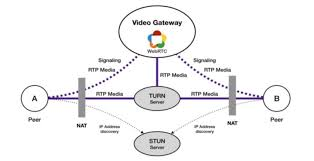 Video Gateway
WebRTC
Signaling
Signaling
RTP Media
RTP Media
RTP Media
A
RTP Media
TURN
Server
RTP Media
B
Peer
NAT
NAT
Peer
IP Address
discovery
IP Address
discovery
STUN
Server